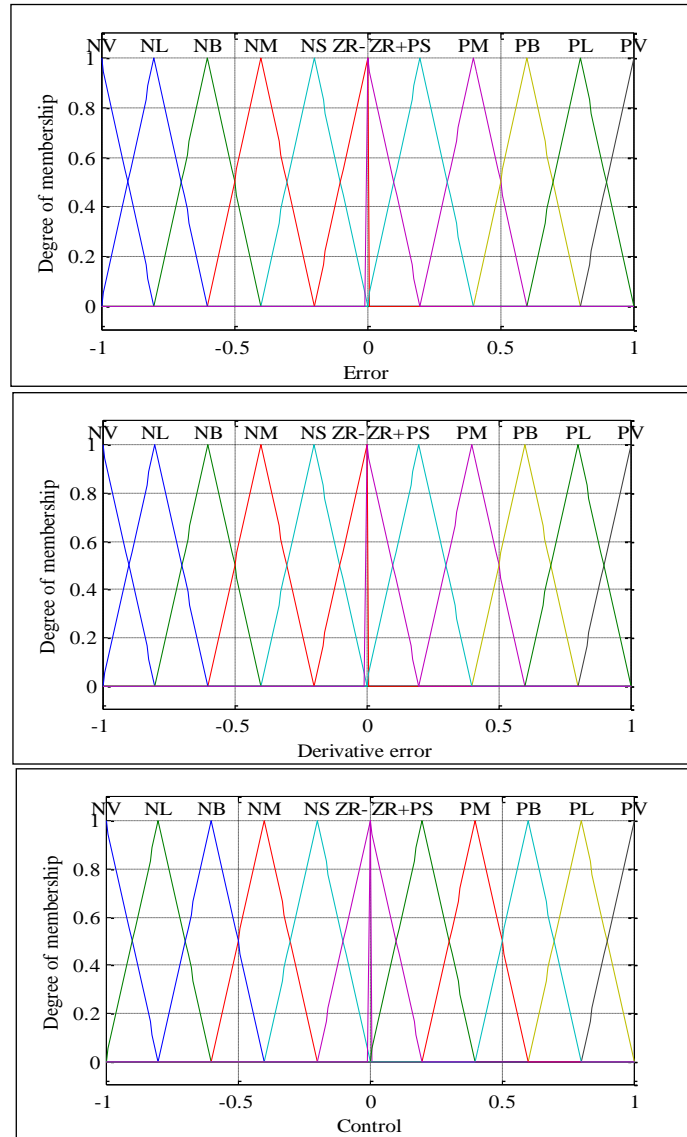 NV NL NB NM NS ZR- ZR+PS PM PB PL PV
1
0.8
0.6
0.4
0.2
0
Degree of membership
-1 -0.5 0 0.5 1
Error
NV NL NB NM NS ZR- ZR+PS PM PB PL PV
1
0.8
0.6
0.4
0.2
0
Degree of membership
-1 -0.5 0 0.5 1
Derivative error
NV NL NB NM NS ZR- ZR+PS PM PB PL PV
1
0.8
0.6
0.4
0.2
0
Degree of membership
-1 -0.5 0 0.5 1
Control